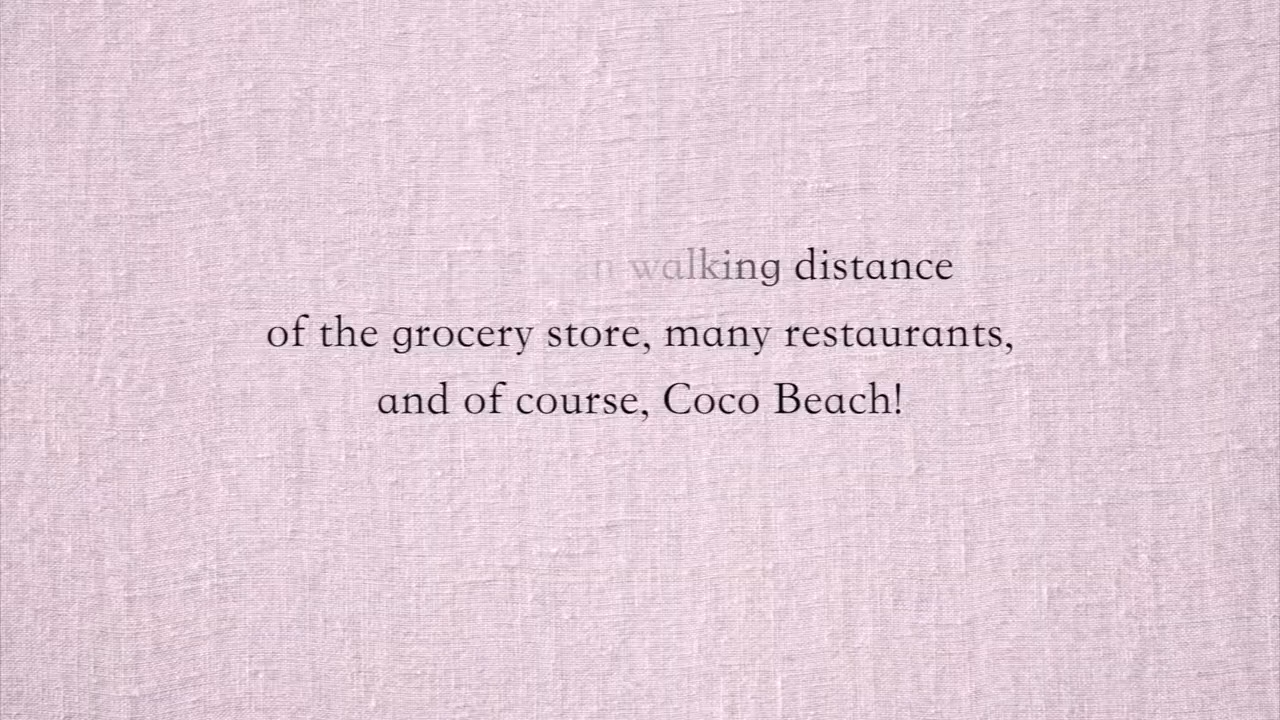 walking distance
of the grocery store, many restaurants,
and of course, Coco Beach!